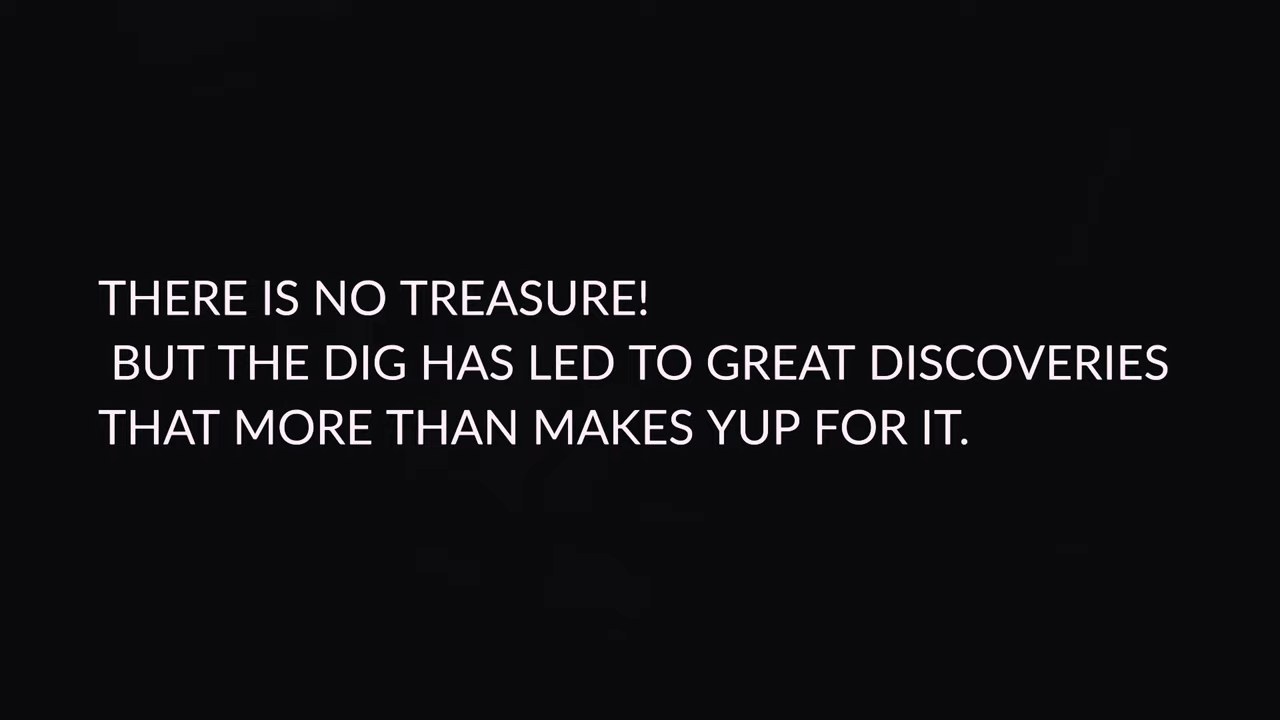 THERE IS NO TREASURE!
BUT THE DIG HAS LED TO GREAT DISCOVERIES
THAT MORE THAN MAKES YUP FOR IT.